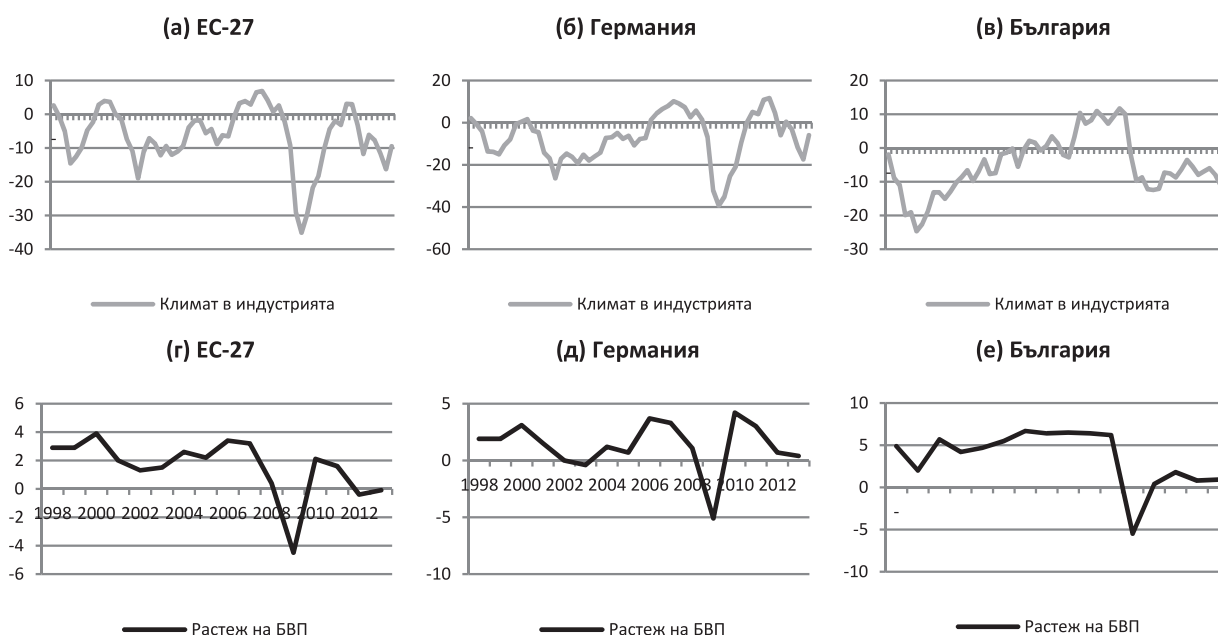 (а) ЕС-27
(б) Германия
(в) България
10
0
-10
-20
-30
-40
20
0
-20
-40
-60
20
10
0
-10
-20
-30
Климат в индустрията
Климат в индустрията
Климат в индустрията
(г) ЕС-27
(д) Германия
(е) България
6
4
2
0
-2
-4
-6
1998 2000 2002 2004 2006 2008 2010 2012
5
0
-5
-10
1998 2000 2002 2004 2006 2008 2010 2012
10
5
0
-5
-10
-
Растеж на БВП
Растеж на БВП
Растеж на БВП